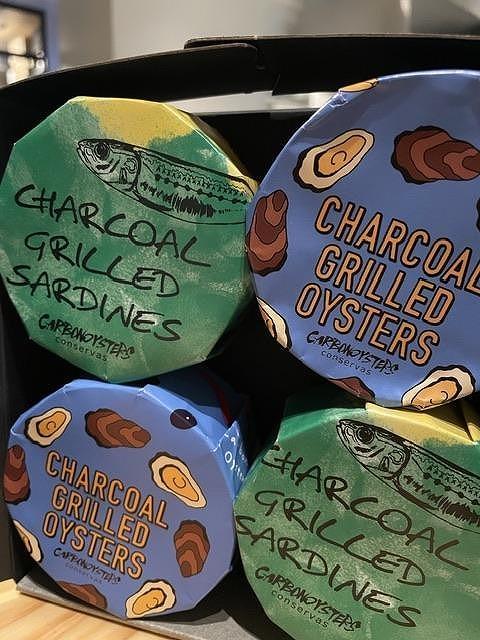 CHARCOAL
GRILLED
SARDINES
CARBONOYSTERS
conservas
CHARCOAL
GRILLED
OYSTERS
CARBONOYSTERS
conservas
CHARCOAL
GRILLED
OYSTERS
CARBONOYSTERS
conservas
CHARCOAL
GRILLED
SARDINES
CARBONOYSTERS
conservas